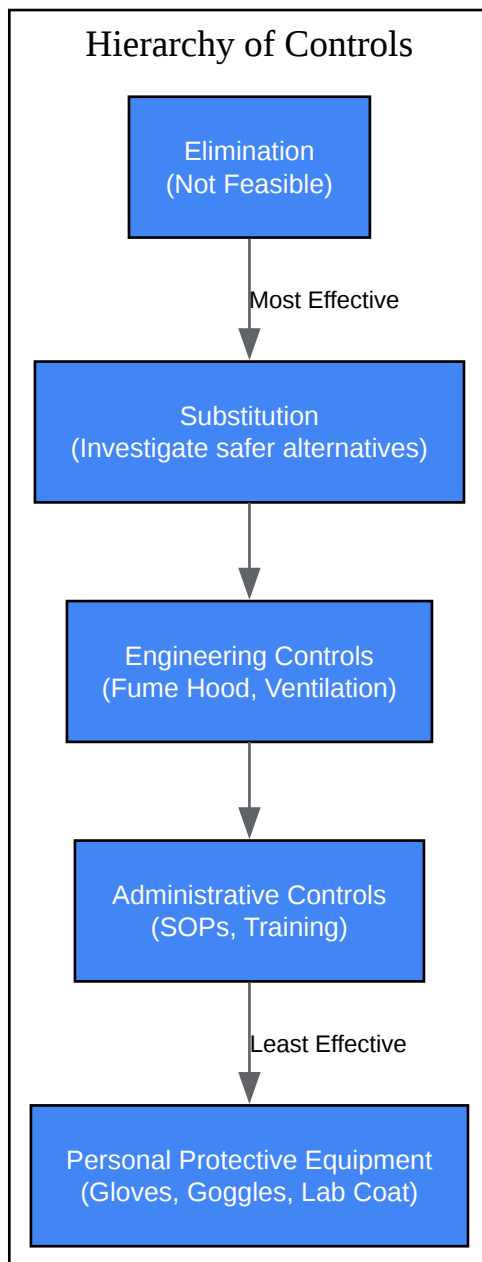 Hierarchy of Controls
Elimination
(Not Feasible)
Most Effective
Substitution
(Investigate safer alternatives)
Engineering Controls
(Fume Hood, Ventilation)
Administrative Controls
(SOPs, Training)
Least Effective
Personal Protective Equipment
(Gloves, Goggles, Lab Coat)